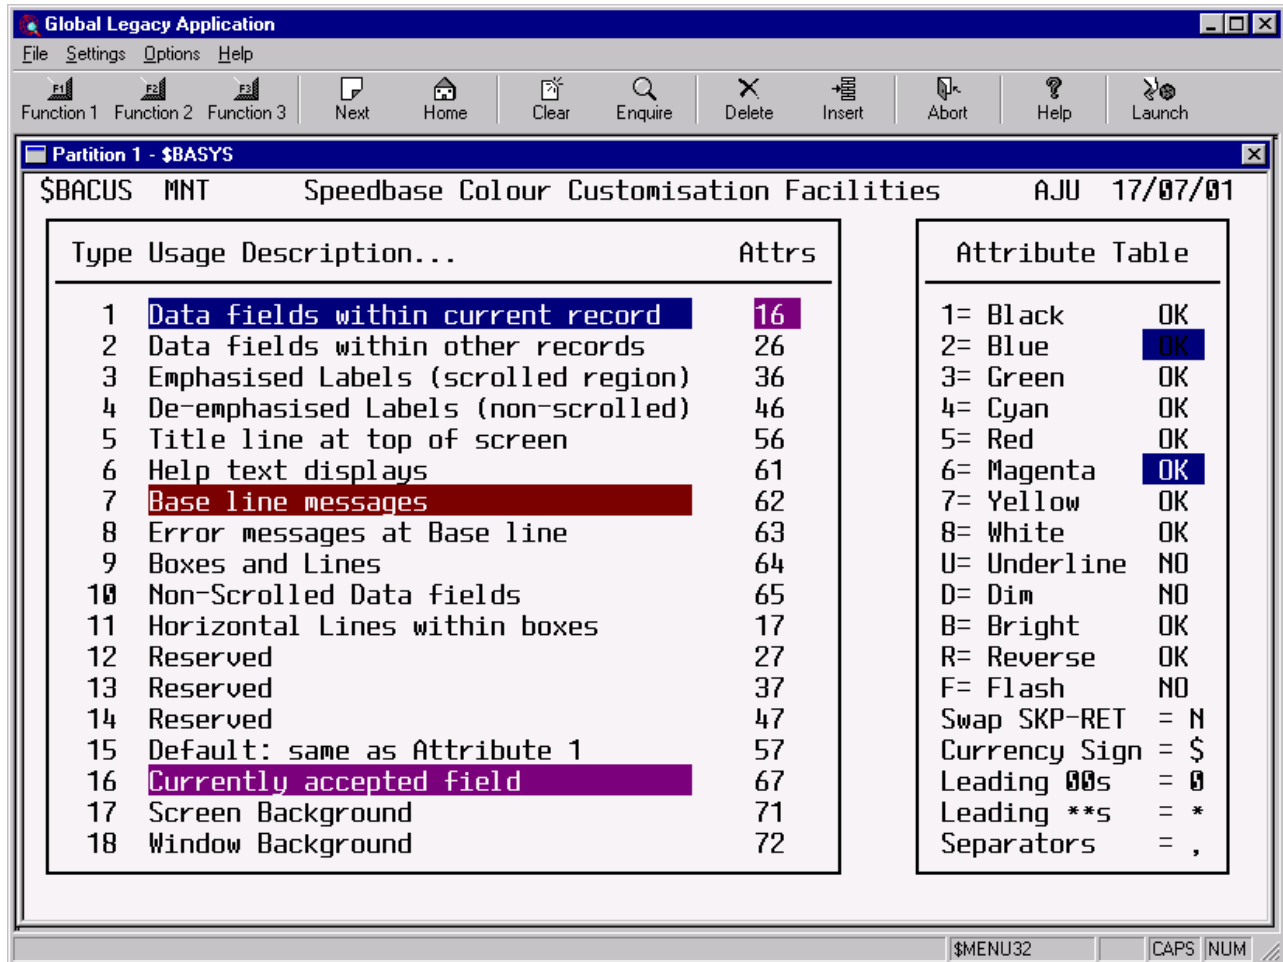 Global Legacy Application
File Settings Options Help
F1 F2 F3
Function 1 Function 2 Function 3 Next Home Clear Enquire Delete Insert Abort Help Launch
Partition 1 - $BASYS
$BACUS MNT Speedbase Colour Customisation Facilities AJU 17/07/01
Type Usage Description... Attrs
1 Data fields within current record 16
2 Data fields within other records 26
3 Emphasised Labels (scrolled region) 36
4 De-emphasised Labels (non-scrolled) 46
5 Title line at top of screen 56
6 Help text displays 61
7 Base line messages 62
8 Error messages at Base line 63
9 Boxes and Lines 64
10 Non-Scrolled Data fields 65
11 Horizontal Lines within boxes 17
12 Reserved 27
13 Reserved 37
14 Reserved 47
15 Default: same as Attribute 1 57
16 Currently accepted field 67
17 Screen Background 71
18 Window Background 72
Attribute Table
1= Black OK
2= Blue OK
3= Green OK
4= Cyan OK
5= Red OK
6= Magenta OK
7= Yellow OK
8= White OK
U= Underline NO
D= Dim NO
B= Bright OK
R= Reverse OK
F= Flash NO
Swap SKP-RET = N
Currency Sign = $
Leading 00s = 0
Leading **s = *
Separators = ,
$MENU32 CAPS NUM